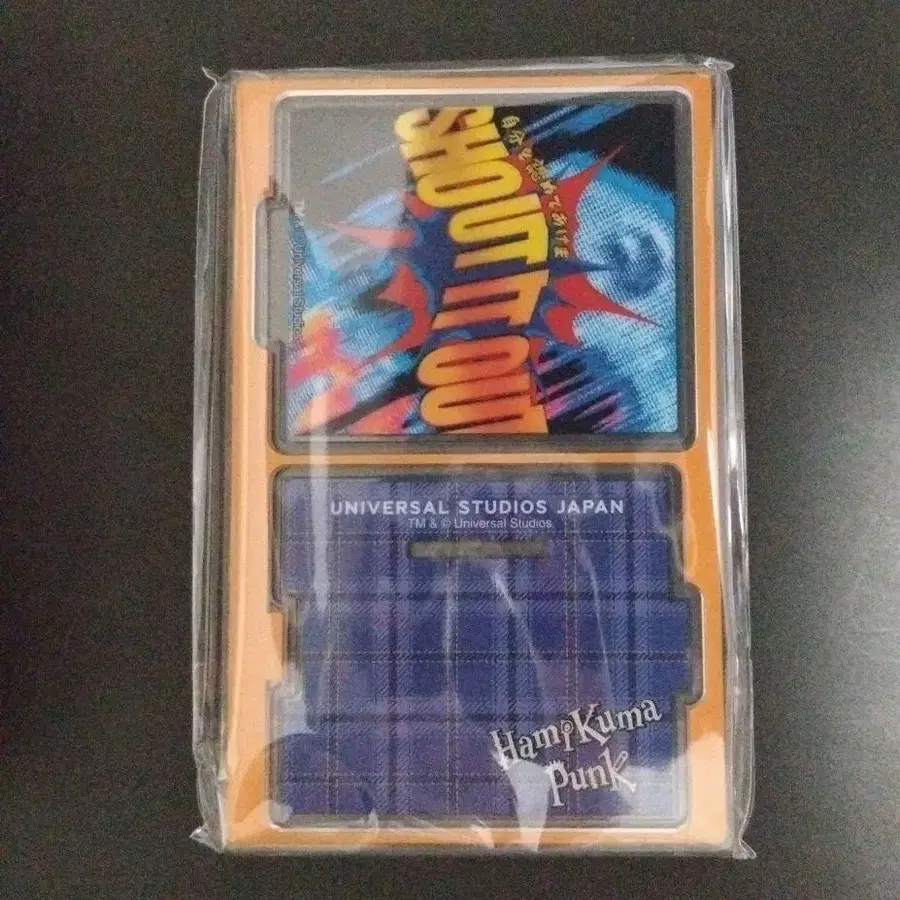 SHOUT IT OUT
UNIVERSAL STUDIOS JAPAN
TM & © Universal Studios
HamiKuma
Punk